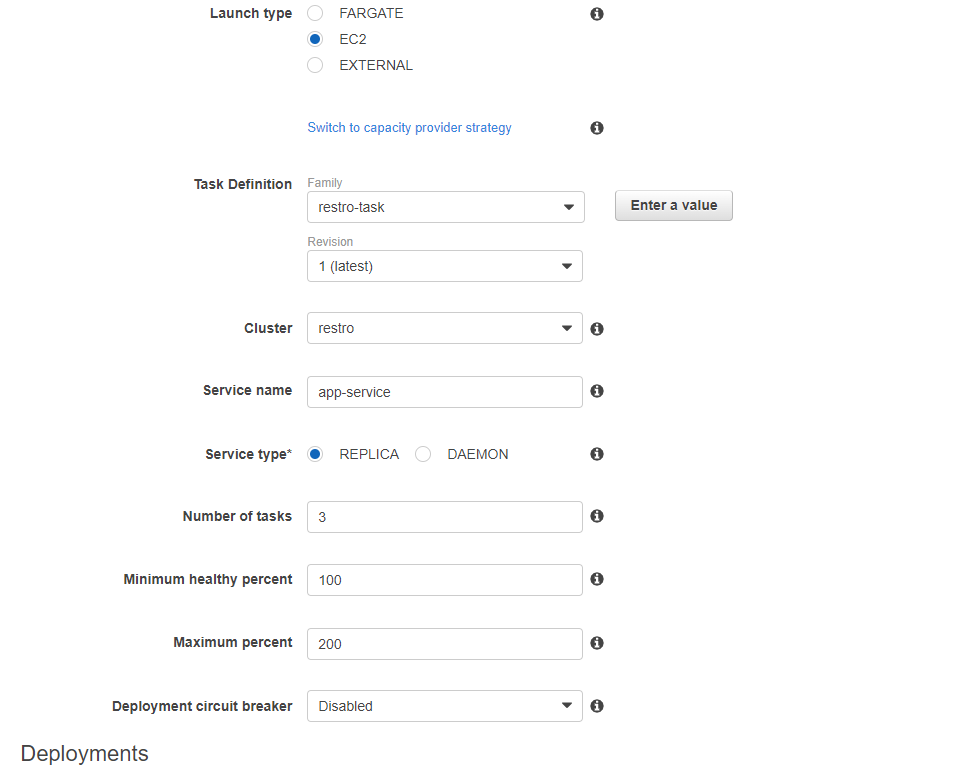 Launch type FARGATE
EC2
EXTERNAL
Switch to capacity provider strategy
Task Definition Family
restro-task Enter a value
Revision
1 (latest)
Cluster restro
Service name app-service
Service type* REPLICA DAEMON
Number of tasks 3
Minimum healthy percent 100
Maximum percent 200
Deployment circuit breaker Disabled
Deployments